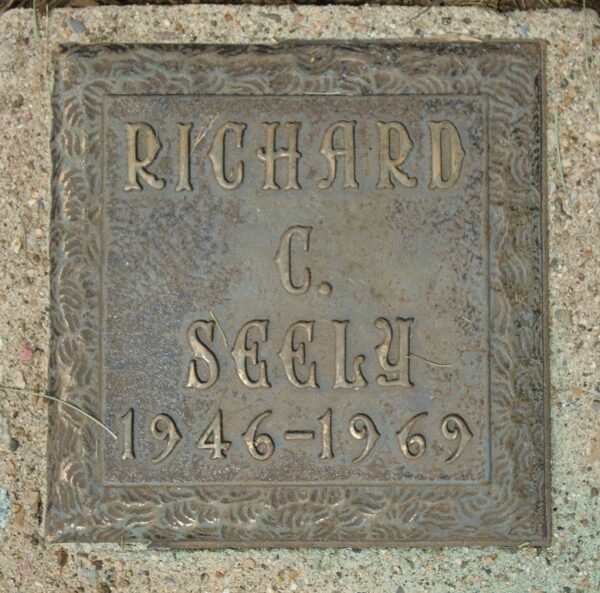 RICHARD
C.
SEELY
1946-1969